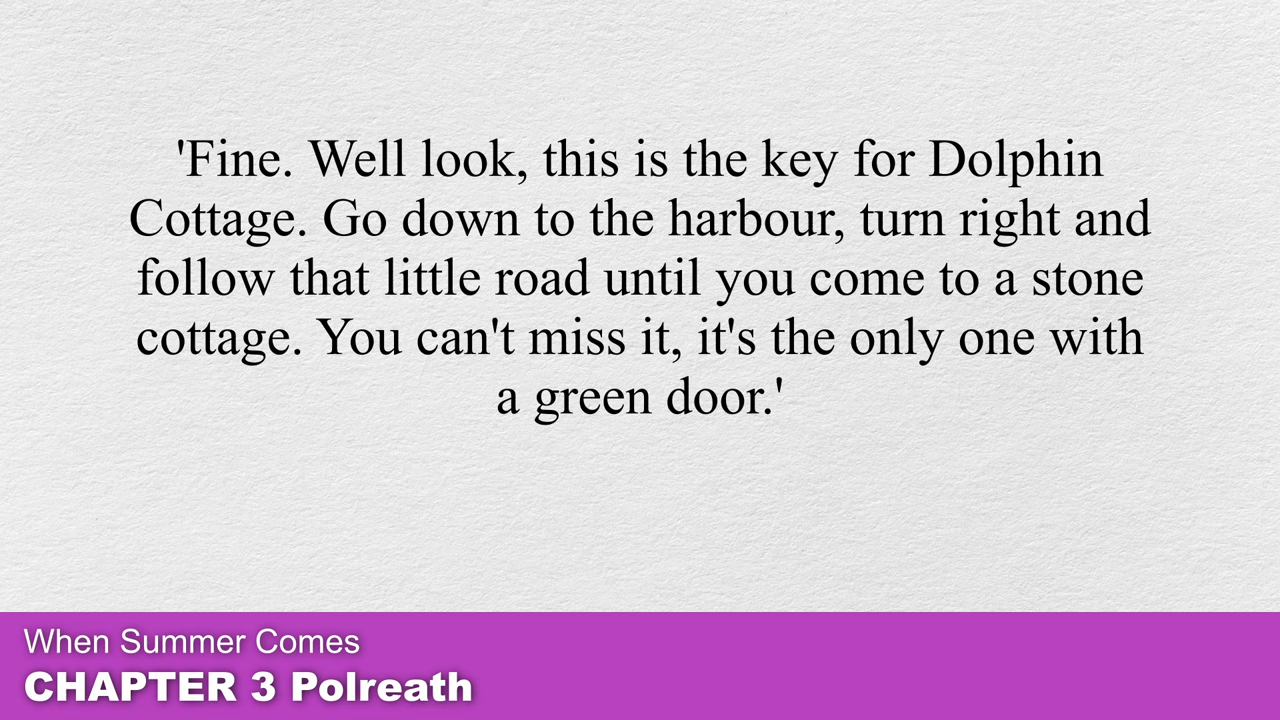 'Fine. Well look, this is the key for Dolphin
Cottage. Go down to the harbour, turn right and
follow that little road until you come to a stone
cottage. You can't miss it, it's the only one with
a green door.'
When Summer Comes
CHAPTER 3 Polreath